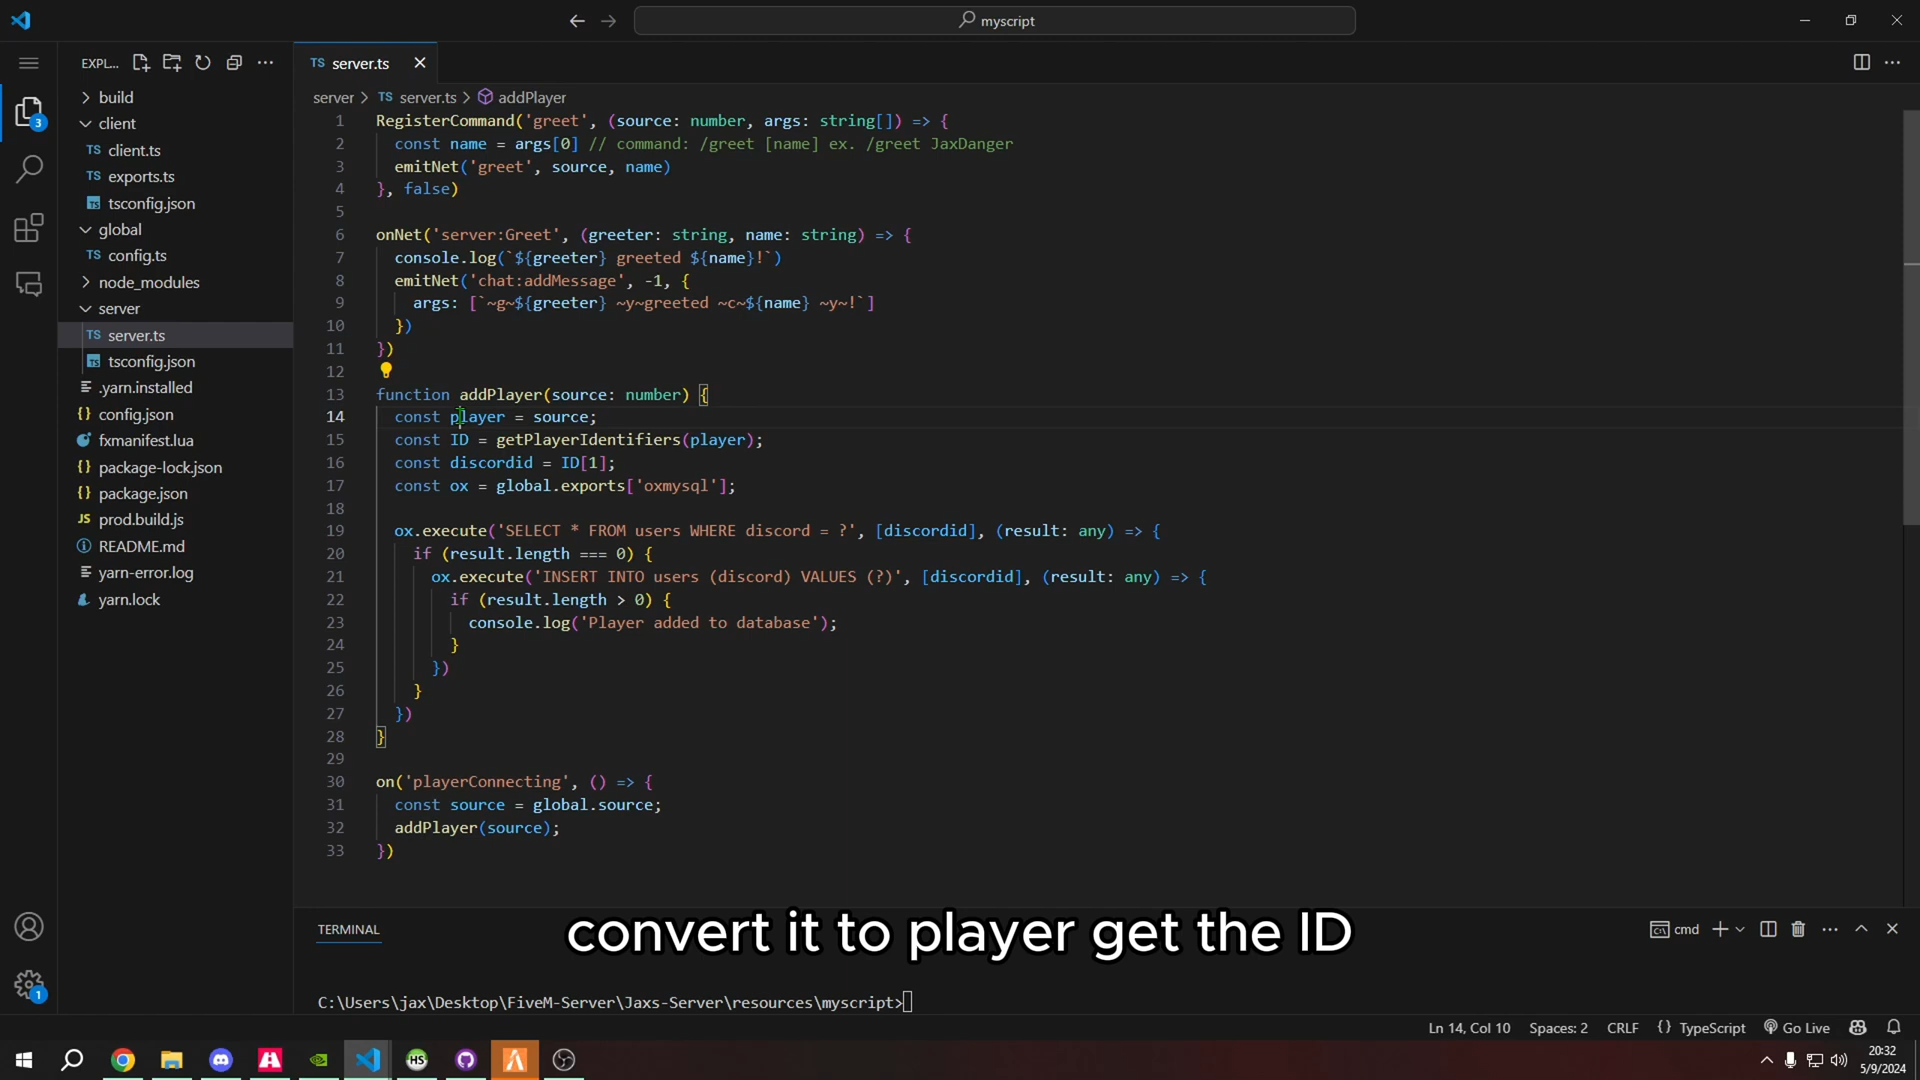 myscript
EXPL...
TS server.ts
build
client
TS client.ts
TS exports.ts
tsconfig.json
global
TS config.ts
node_modules
server
TS server.ts
tsconfig.json
.yarn.installed
{} config.json
fxmanifest.lua
{} package-lock.json
{} package.json
JS prod.build.js
README.md
yarn-error.log
yarn.lock
3
1
server > TS server.ts > addPlayer
1 RegisterCommand('greet', (source: number, args: string[]) => {
2 const name = args[0] // command: /greet [name] ex. /greet JaxDanger
3 emitNet('greet', source, name)
4 }, false)
5
6 onNet('server:Greet', (greeter: string, name: string) => {
7 console.log(`${greeter} greeted ${name}!`)
8 emitNet('chat:addMessage', -1, {
9 args: [`~g~${greeter} ~y~greeted ~c~${name} ~y~!`]
10 })
11 })
12
13 function addPlayer(source: number) {
14 const player = source;
15 const ID = getPlayerIdentifiers(player);
16 const discordid = ID[1];
17 const ox = global.exports['oxmysql'];
18
19 ox.execute('SELECT * FROM users WHERE discord = ?', [discordid], (result: any) => {
20 if (result.length === 0) {
21 ox.execute('INSERT INTO users (discord) VALUES (?)', [discordid], (result: any) => {
22 if (result.length > 0) {
23 console.log('Player added to database');
24 }
25 })
26 }
27 })
28 }
29
30 on('playerConnecting', () => {
31 const source = global.source;
32 addPlayer(source);
33 })
TERMINAL
cmd
convert it to player get the ID
C:\Users\jax\Desktop\FiveM-Server\Jaxs-Server\resources\myscript>
Ln 14, Col 10 Spaces: 2 CRLF {} TypeScript Go Live
HS
20:32
5/9/2024